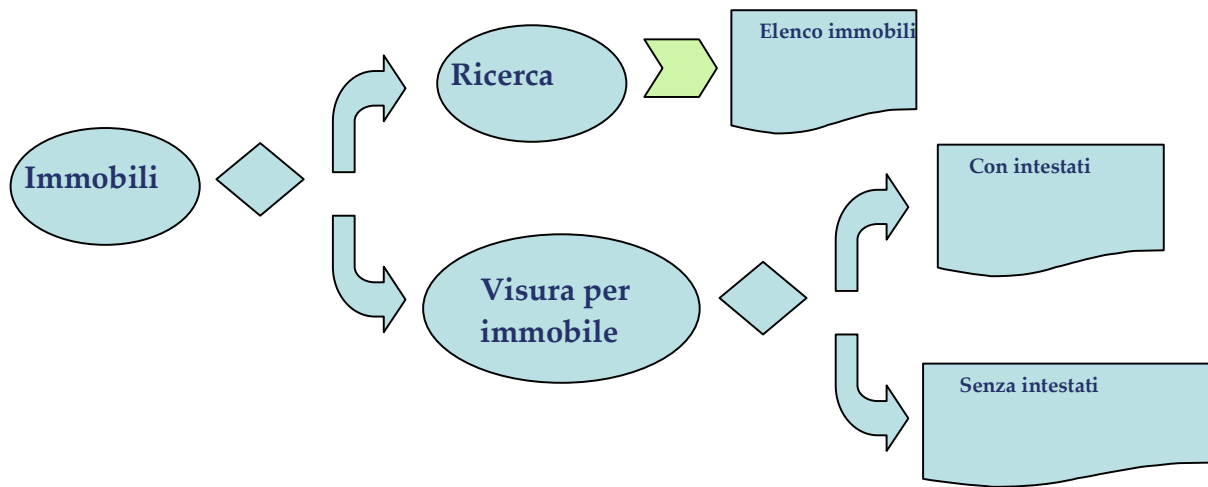 Immobili
Ricerca
Elenco immobili
Visura per
immobile
Con intestati
Senza intestati